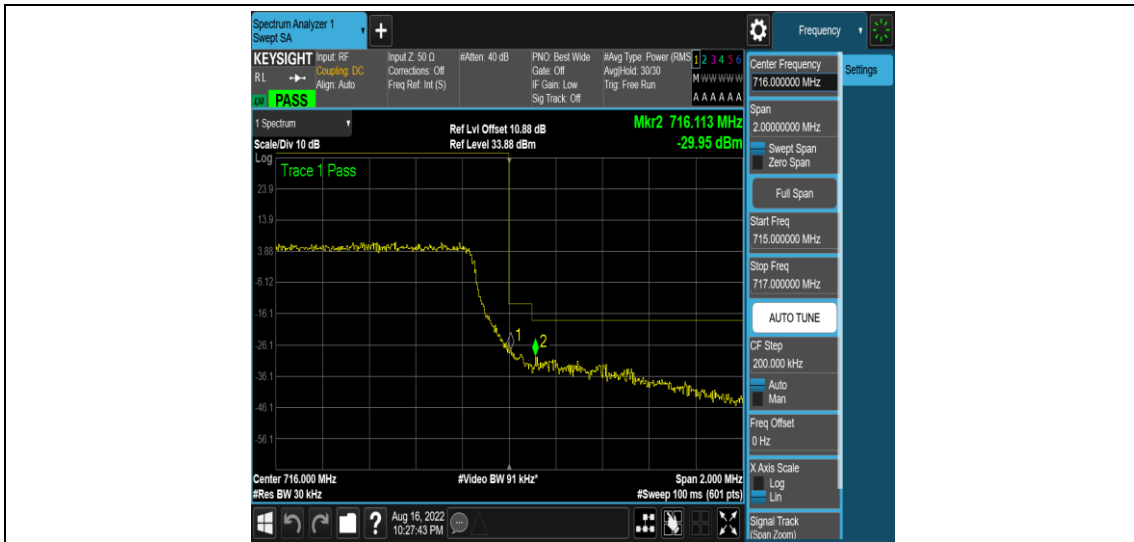 Spectrum Analyzer 1
Swept SA
Frequency
KEYSIGHT
R L
LXI
PASS
Input: RF
Coupling: DC
Align: Auto
Input Z: 50 Ω
Corrections: Off
Freq Ref: Int (S)
#Atten: 40 dB
PNO: Best Wide
Gate: Off
IF Gain: Low
Sig Track: Off
#Avg Type: Power (RMS
Avg|Hold: 30/30
Trig: Free Run
1 2 3 4 5 6
M W W W W W
A A A A A A
1 Spectrum
Scale/Div 10 dB
Ref Lvl Offset 10.88 dB
Ref Level 33.88 dBm
Mkr2 716.113 MHz
-29.95 dBm
Log
Trace 1 Pass
23.9
13.9
3.88
-6.12
-16.1
-26.1
-36.1
-46.1
-56.1
1
2
Center 716.000 MHz
#Video BW 91 kHz*
Span 2.000 MHz
#Res BW 30 kHz
#Sweep 100 ms (601 pts)
Center Frequency
716.000000 MHz
Settings
Span
2.00000000 MHz
Swept Span
Zero Span
Full Span
Start Freq
715.000000 MHz
Stop Freq
717.000000 MHz
AUTO TUNE
CF Step
200.000 kHz
Auto
Man
Freq Offset
0 Hz
X Axis Scale
Log
Lin
Signal Track
(Span Zoom)
?
Aug 16, 2022
10:27:43 PM